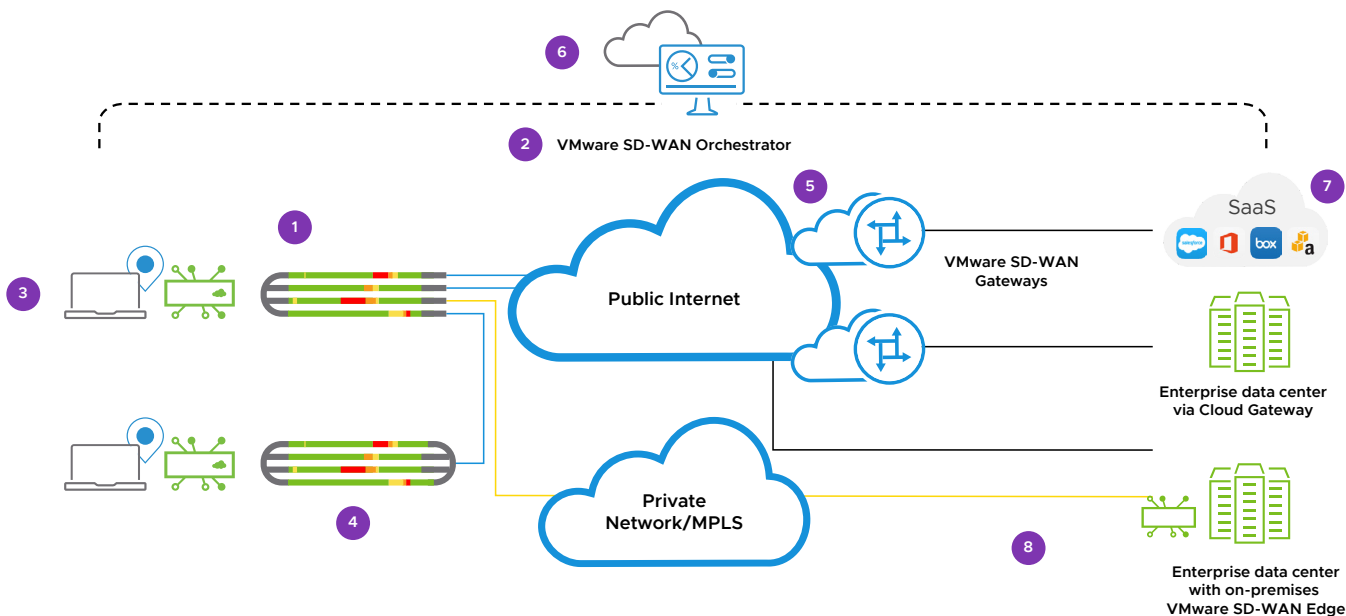 6
%
2
VMware SD-WAN Orchestrator
5
7
SaaS
1
salesforce
box
a
VMware SD-WAN
Gateways
3
Public Internet
Enterprise data center
via Cloud Gateway
Private
Network/MPLS
4
8
Enterprise data center
with on-premises
VMware SD-WAN Edge